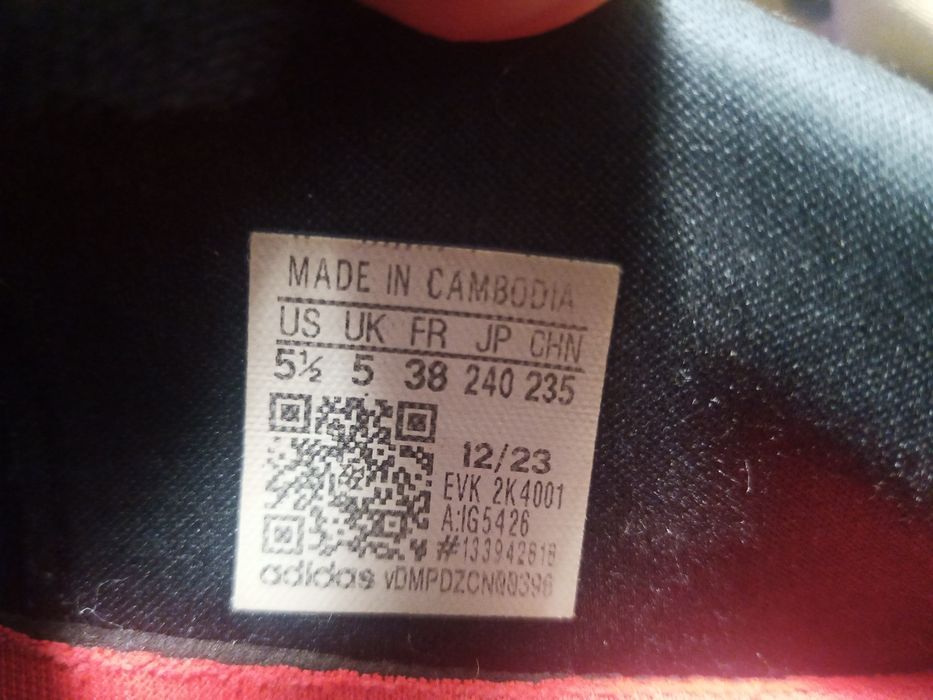 MADE IN CAMBODIA
US UK FR JP CHN
5½ 5 38 240 235
12/23
EVK 2K4001
A:IG5426
#133942818
adidas